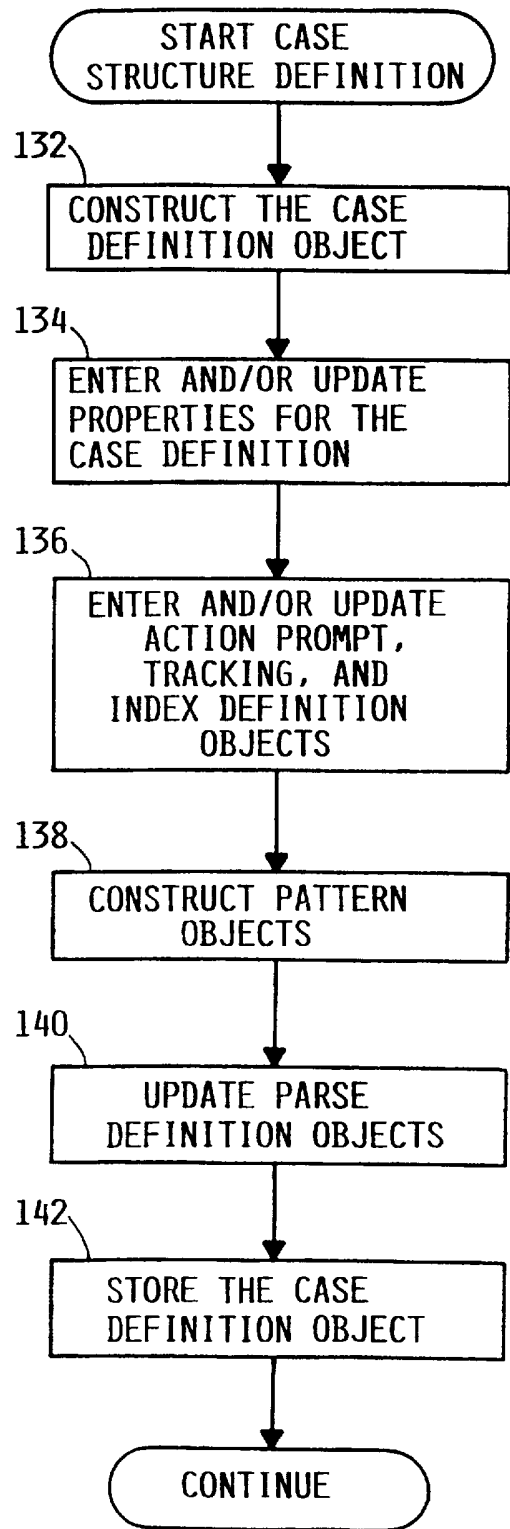 START CASE
STRUCTURE DEFINITION
132
CONSTRUCT THE CASE
DEFINITION OBJECT
134
ENTER AND/OR UPDATE
PROPERTIES FOR THE
CASE DEFINITION
136
ENTER AND/OR UPDATE
ACTION PROMPT,
TRACKING, AND
INDEX DEFINITION
OBJECTS
138
CONSTRUCT PATTERN
OBJECTS
140
UPDATE PARSE
DEFINITION OBJECTS
142
STORE THE CASE
DEFINITION OBJECT
CONTINUE